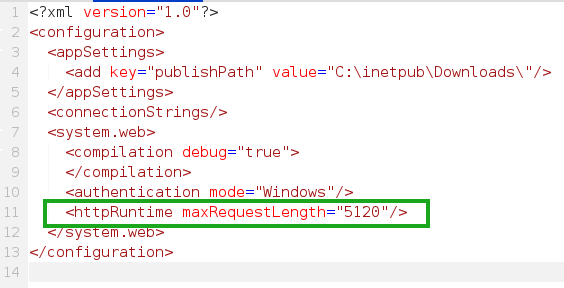 1 <?xml version="1.0"?>
2 <configuration>
3 <appSettings>
4 <add key="publishPath" value="C:\inetpub\Downloads\"/>
5 </appSettings>
6 <connectionStrings/>
7 <system.web>
8 <compilation debug="true">
9 </compilation>
10 <authentication mode="Windows"/>
11 <httpRuntime maxRequestLength="5120"/>
12 </system.web>
13 </configuration>
14